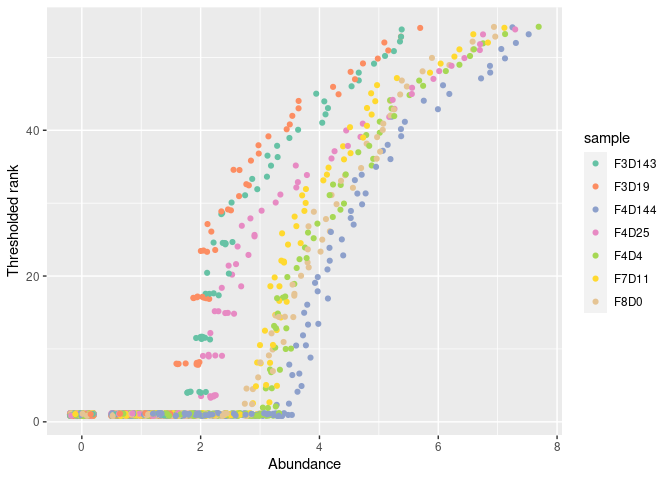 Thresholded rank
40
20
0
0
2
4
6
8
Abundance
sample
F3D143
F3D19
F4D144
F4D25
F4D4
F7D11
F8D0